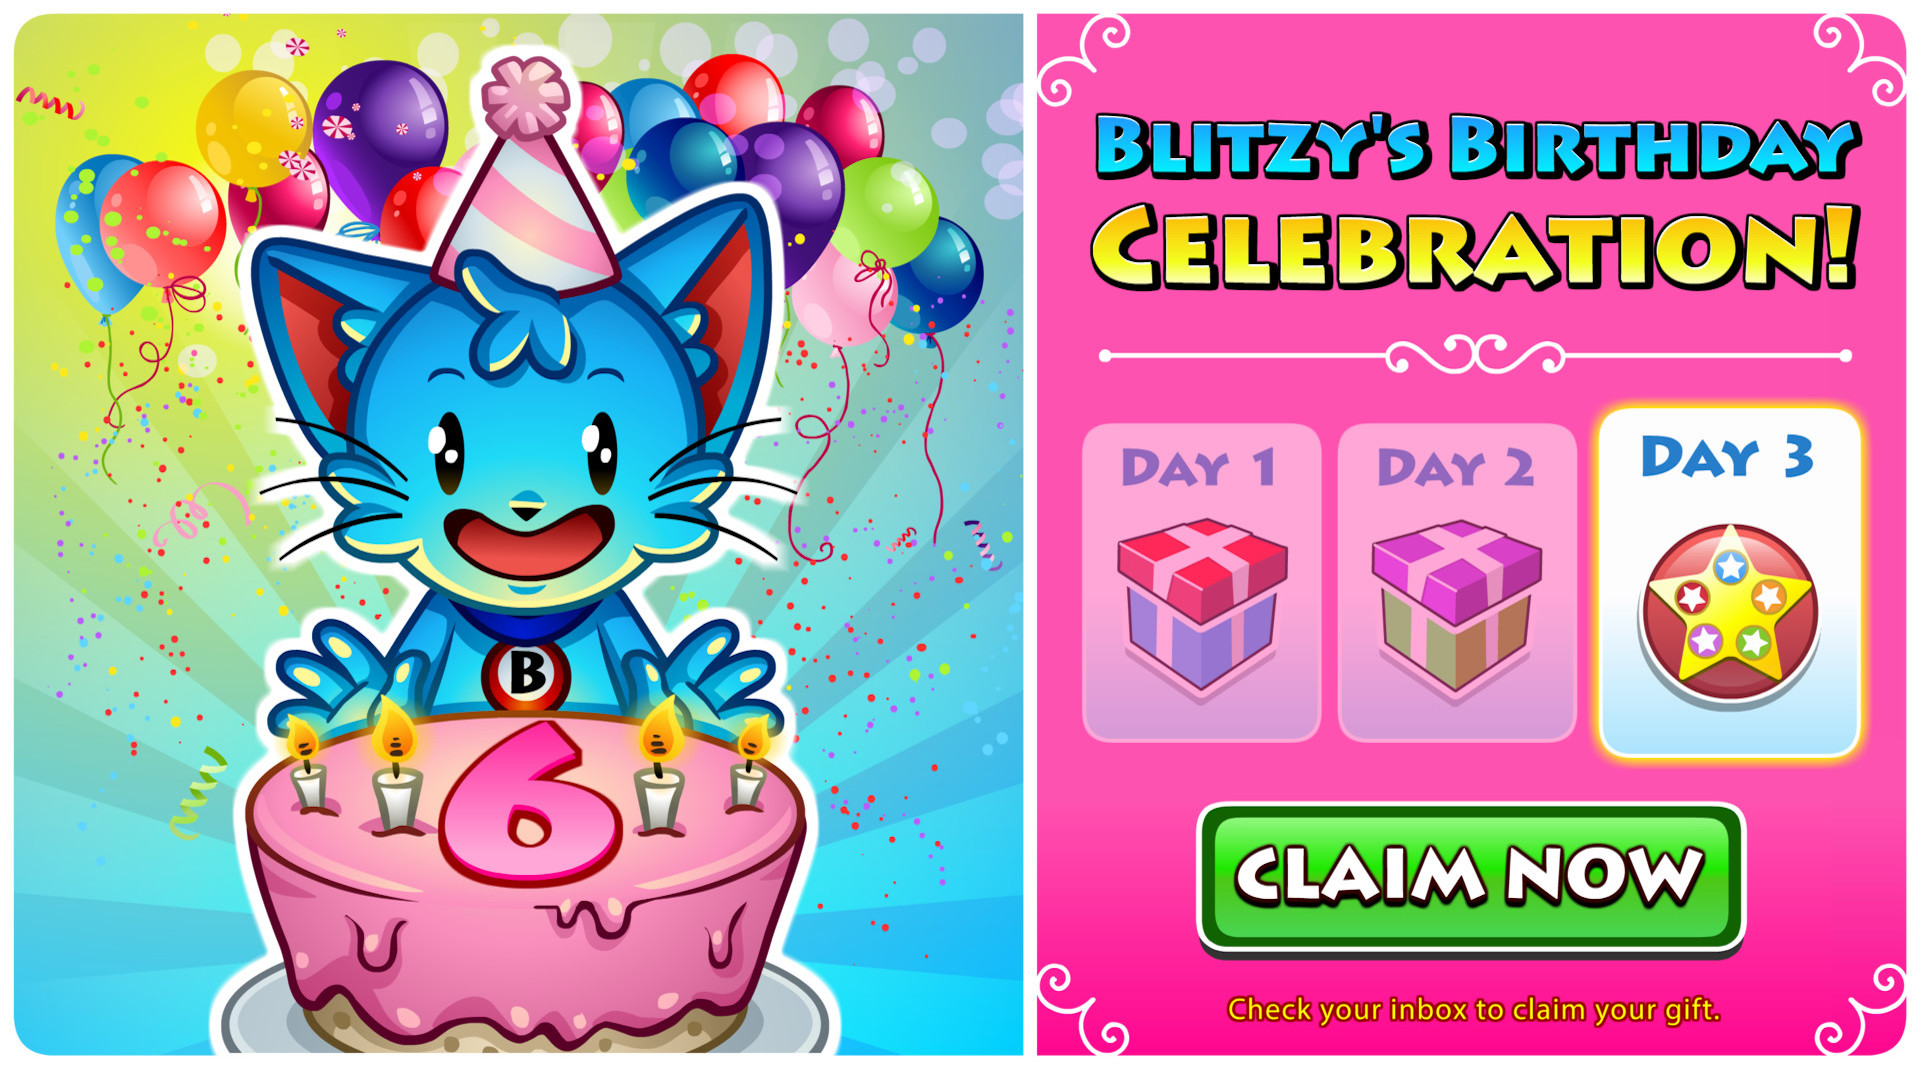 B
6
BLITZY'S BIRTHDAY
CELEBRATION!
DAY 1
DAY 2
DAY 3
CLAIM NOW
Check your inbox to claim your gift.